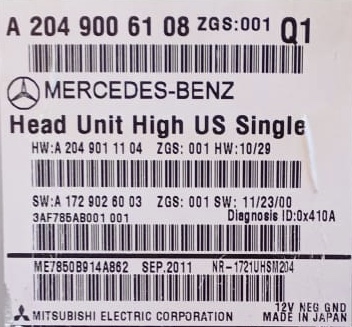 A 204 900 61 08 ZGS:001 Q1
MERCEDES-BENZ
Head Unit High US Single
HW:A 204 901 11 04 ZGS: 001 HW: 10/29
SW:A 172 902 60 03 ZGS: 001 SW: 11/23/00
3AF785AB001 001 Diagnosis ID:0x410A
ME7850B914A862 SEP.2011 NR-1721UHSM204
12V NEG GND
MITSUBISHI ELECTRIC CORPORATION MADE IN JAPAN